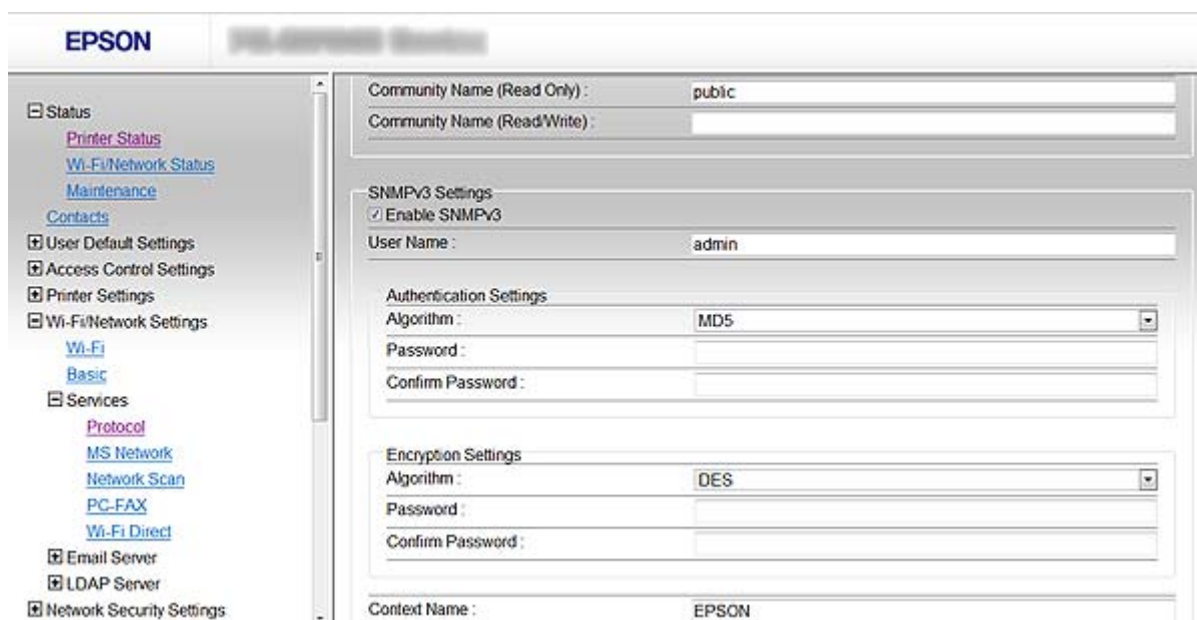 EPSON
Status
Printer Status
Wi-Fi/Network Status
Maintenance
Contacts
User Default Settings
Access Control Settings
Printer Settings
Wi-Fi/Network Settings
Wi-Fi
Basic
Services
Protocol
MS Network
Network Scan
PC-FAX
Wi-Fi Direct
Email Server
LDAP Server
Network Security Settings
Community Name (Read Only) : public
Community Name (Read/Write) :
SNMPv3 Settings
Enable SNMPv3
User Name : admin
Authentication Settings
Algorithm : MD5
Password :
Confirm Password :
Encryption Settings
Algorithm : DES
Password :
Confirm Password :
Context Name : EPSON